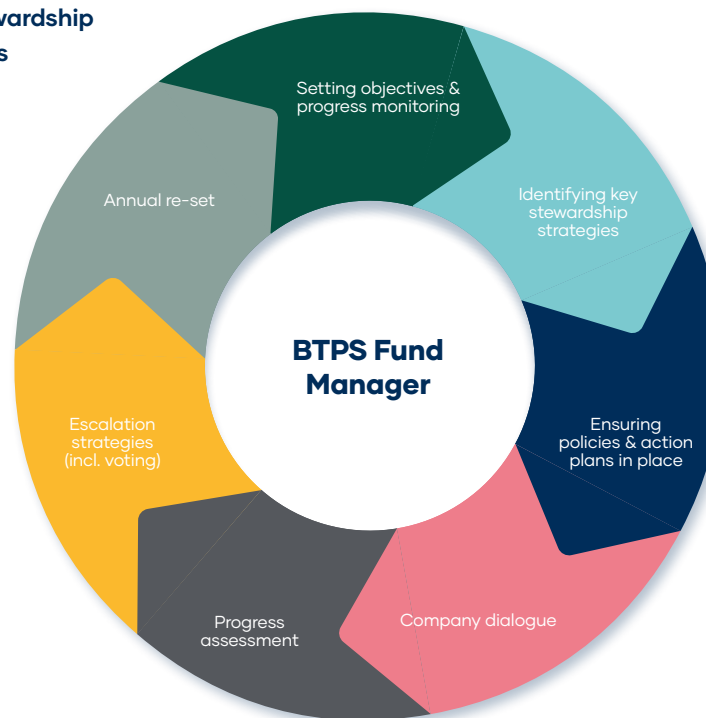 Setting objectives &
progress monitoring
Identifying key
stewardship
strategies
Ensuring
policies & action
plans in place
Company dialogue
Progress
assessment
Escalation
strategies
(incl. voting)
Annual re-set
BTPS Fund
Manager